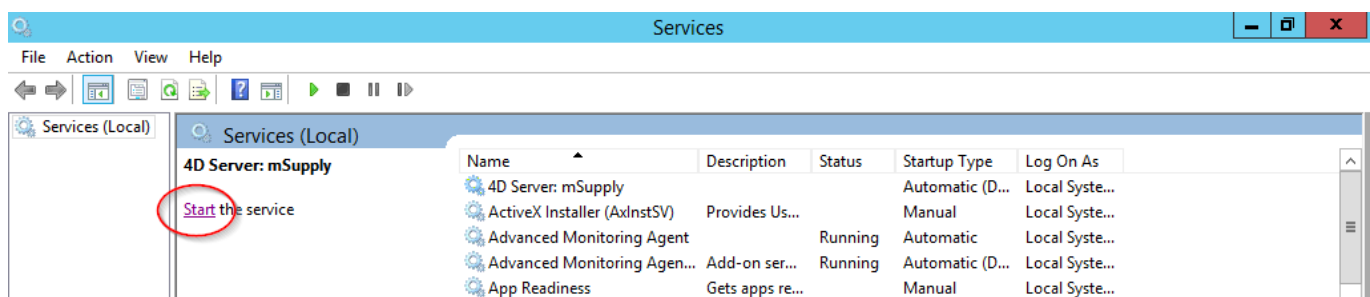 Services
File Action View Help
Services (Local)
Services (Local)
4D Server: mSupply
Start the service
Name Description Status Startup Type Log On As
4D Server: mSupply Automatic (D... Local Syste...
ActiveX Installer (AxInstSV) Provides Us... Manual Local Syste...
Advanced Monitoring Agent Running Automatic Local Syste...
Advanced Monitoring Agen... Add-on ser... Running Automatic (D... Local Syste...
App Readiness Gets apps re... Manual Local Syste...